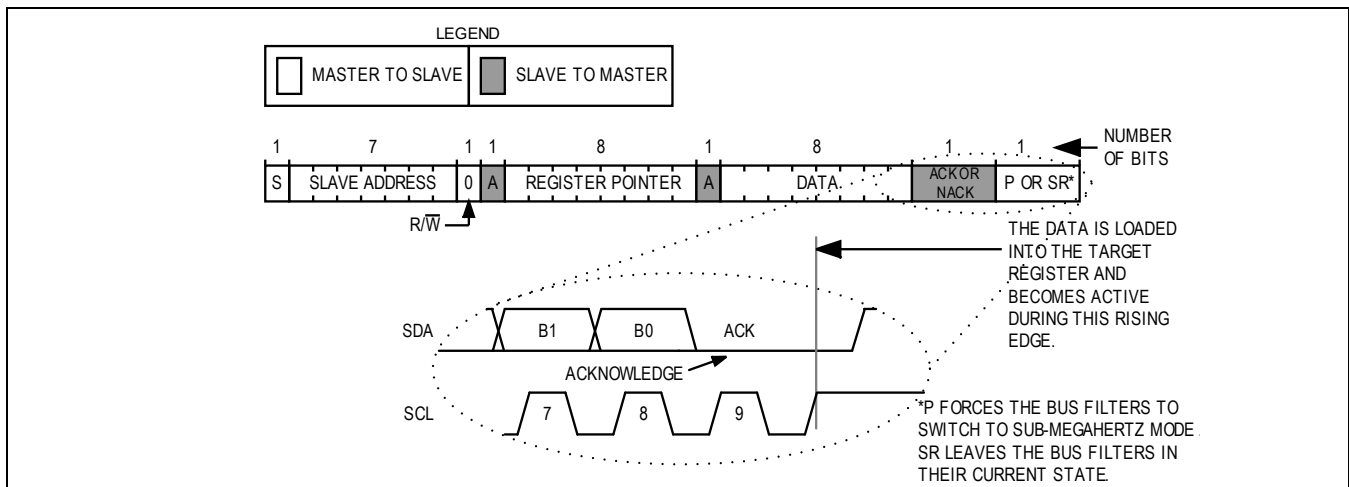 LEGEND
MASTER TO SLAVE SLAVE TO MASTER
1 7 1 1 8 1 8 1 1 NUMBER
OF BITS
S SLAVE ADDRESS 0 A REGISTER POINTER A DATA ACK OR
NACK P OR SR*
R/W̅
THE DATA IS LOADED
INTO THE TARGET
REGISTER AND
BECOMES ACTIVE
DURING THIS RISING
EDGE.
SDA B1 B0 ACK
ACKNOWLEDGE
SCL 7 8 9
*P FORCES THE BUS FILTERS TO
SWITCH TO SUB-MEGAHERTZ MODE.
SR LEAVES THE BUS FILTERS IN
THEIR CURRENT STATE.